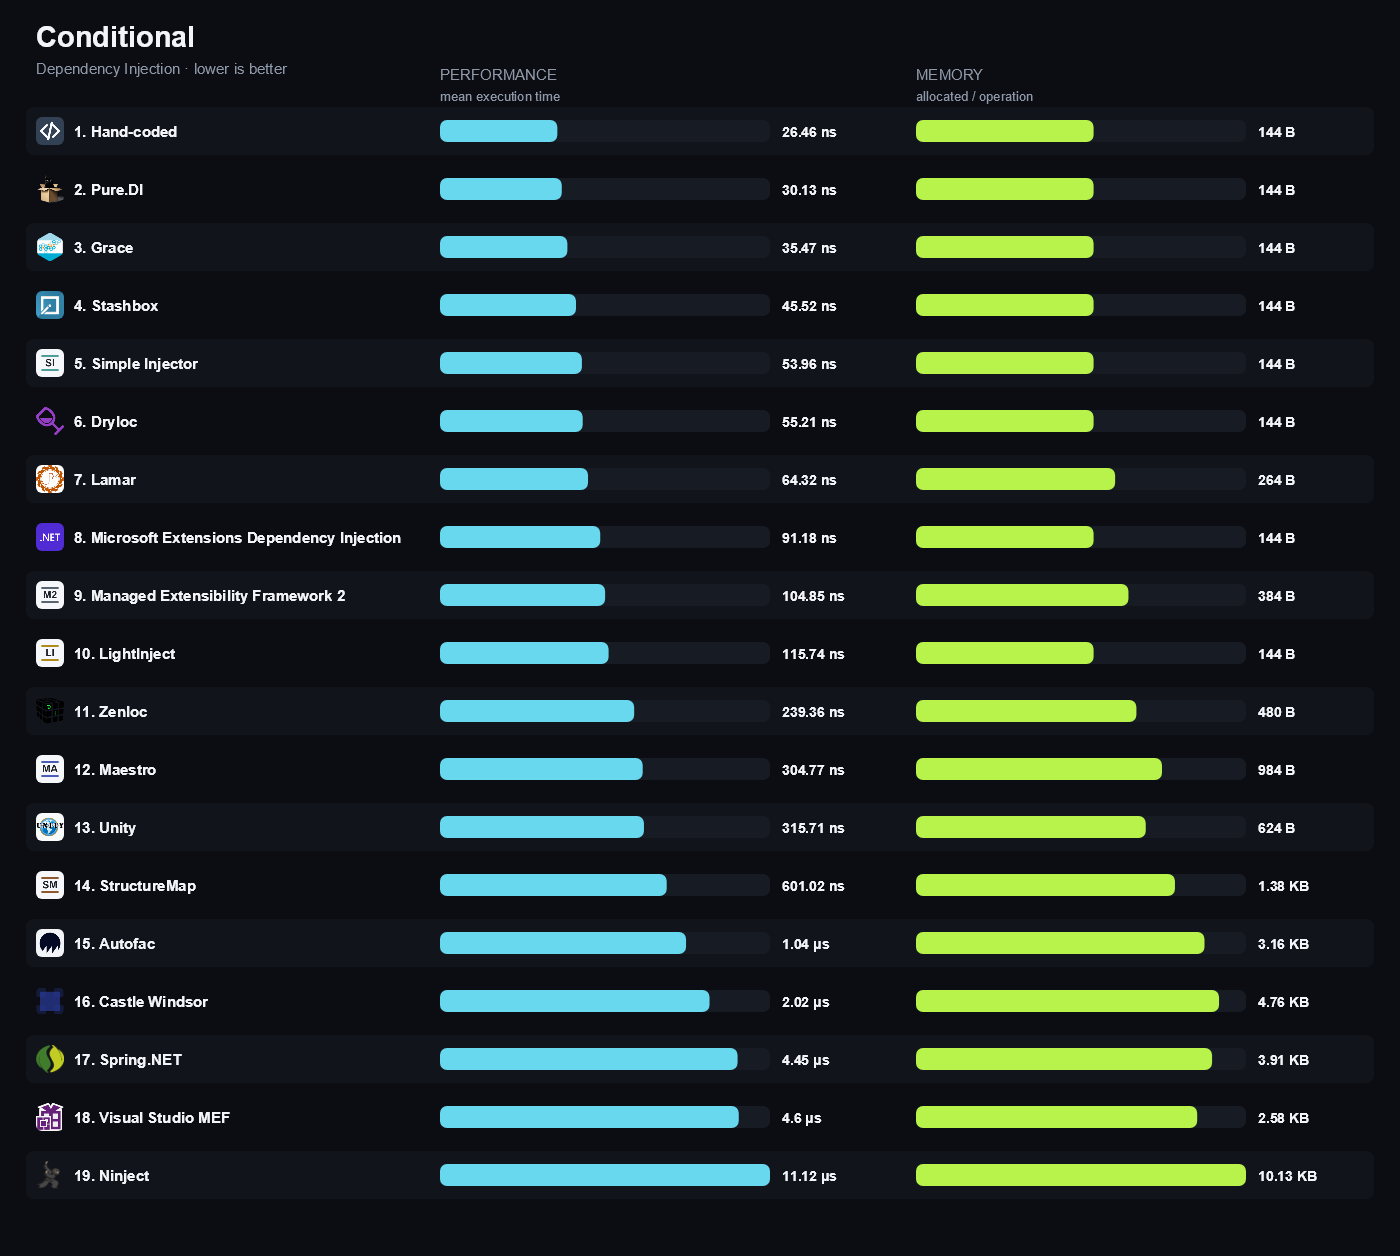 Conditional
Dependency Injection · lower is better
PERFORMANCE
mean execution time
MEMORY
allocated / operation
1. Hand-coded 26.46 ns 144 B
2. Pure.DI 30.13 ns 144 B
3. Grace 35.47 ns 144 B
4. Stashbox 45.52 ns 144 B
SI 5. Simple Injector 53.96 ns 144 B
6. DryIoc 55.21 ns 144 B
7. Lamar 64.32 ns 264 B
.NET 8. Microsoft Extensions Dependency Injection 91.18 ns 144 B
M2 9. Managed Extensibility Framework 2 104.85 ns 384 B
LI 10. LightInject 115.74 ns 144 B
11. ZenIoc 239.36 ns 480 B
MA 12. Maestro 304.77 ns 984 B
UNITY 13. Unity 315.71 ns 624 B
SM 14. StructureMap 601.02 ns 1.38 KB
15. Autofac 1.04 µs 3.16 KB
16. Castle Windsor 2.02 µs 4.76 KB
17. Spring.NET 4.45 µs 3.91 KB
18. Visual Studio MEF 4.6 µs 2.58 KB
19. Ninject 11.12 µs 10.13 KB